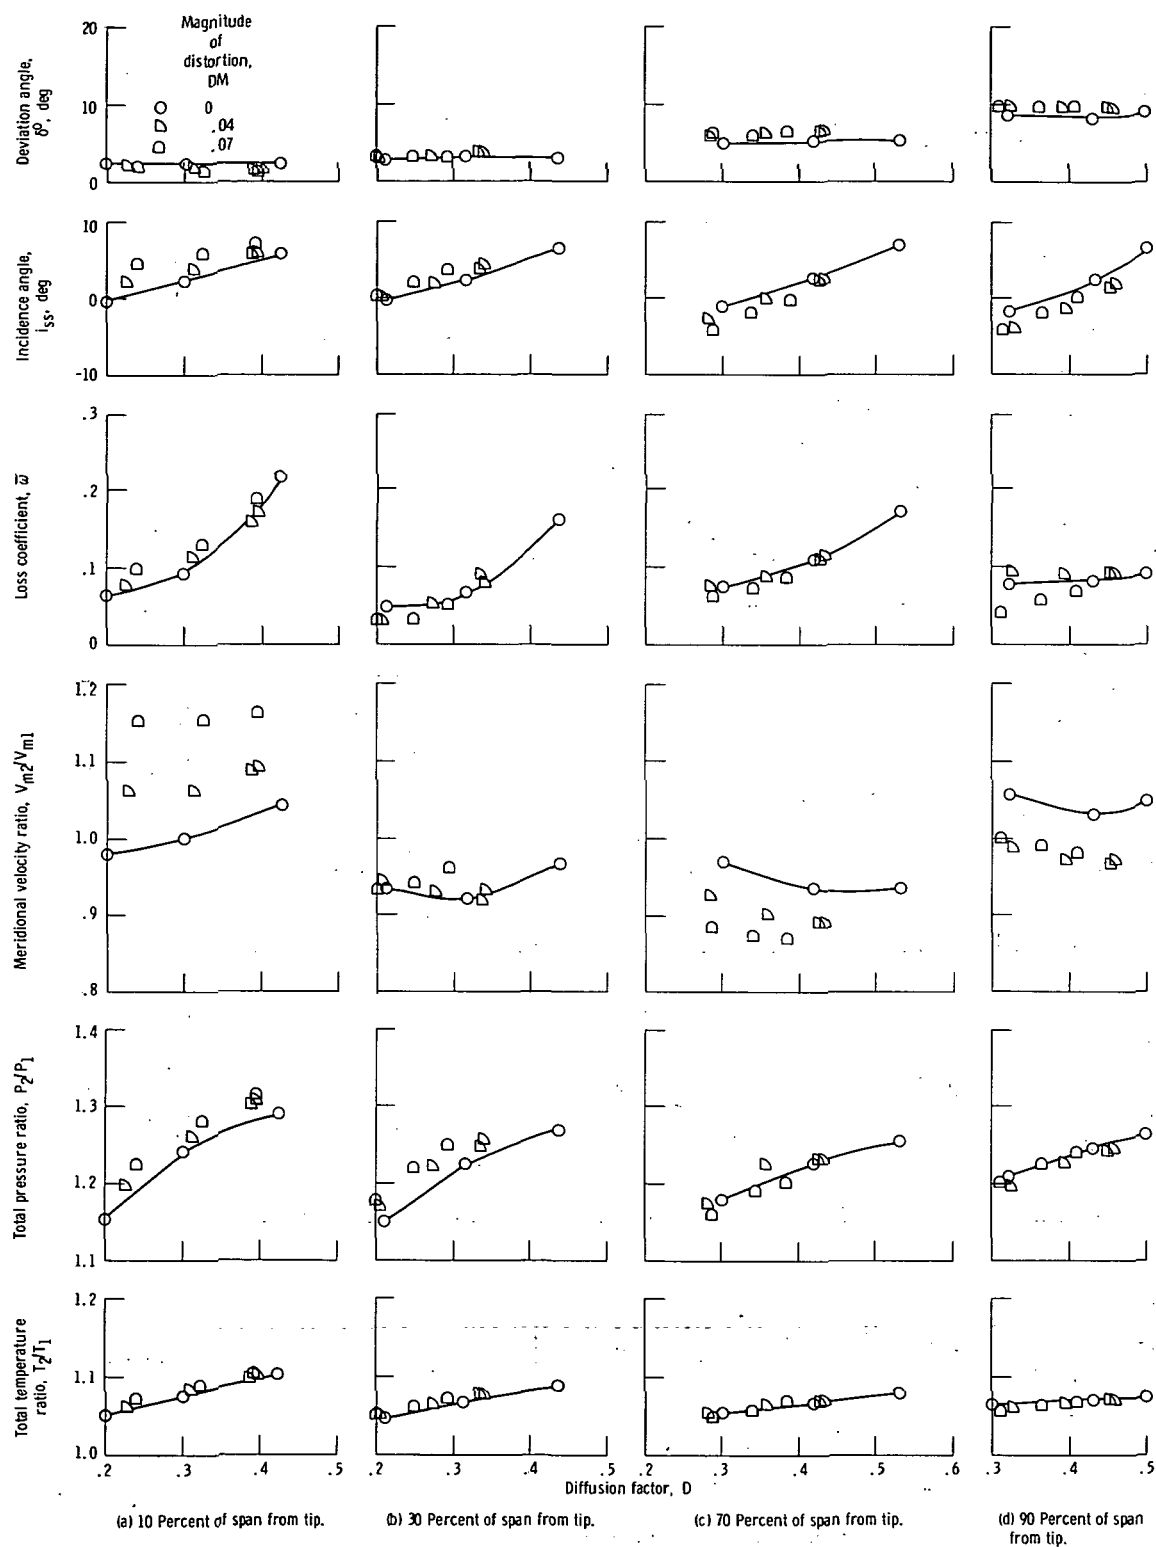 Magnitude
of
distortion,
DM
0
.04
.07
Deviation angle,
δ°, deg
20
10
0
Incidence angle,
iss, deg
10
0
-10
Loss coefficient, ω̅
.3
.2
.1
0
Meridional velocity ratio, Vm2/Vm1
1.2
1.1
1.0
.9
.8
Total pressure ratio, P2/P1
1.4
1.3
1.2
1.1
Total temperature
ratio, T2/T1
1.2
1.1
1.0
.2 .3 .4 .5
.2 .3 .4 .5
.2 .3 .4 .5 .6
.3 .4 .5
Diffusion factor, D
(a) 10 Percent of span from tip.
(b) 30 Percent of span from tip.
(c) 70 Percent of span from tip.
(d) 90 Percent of span
from tip.